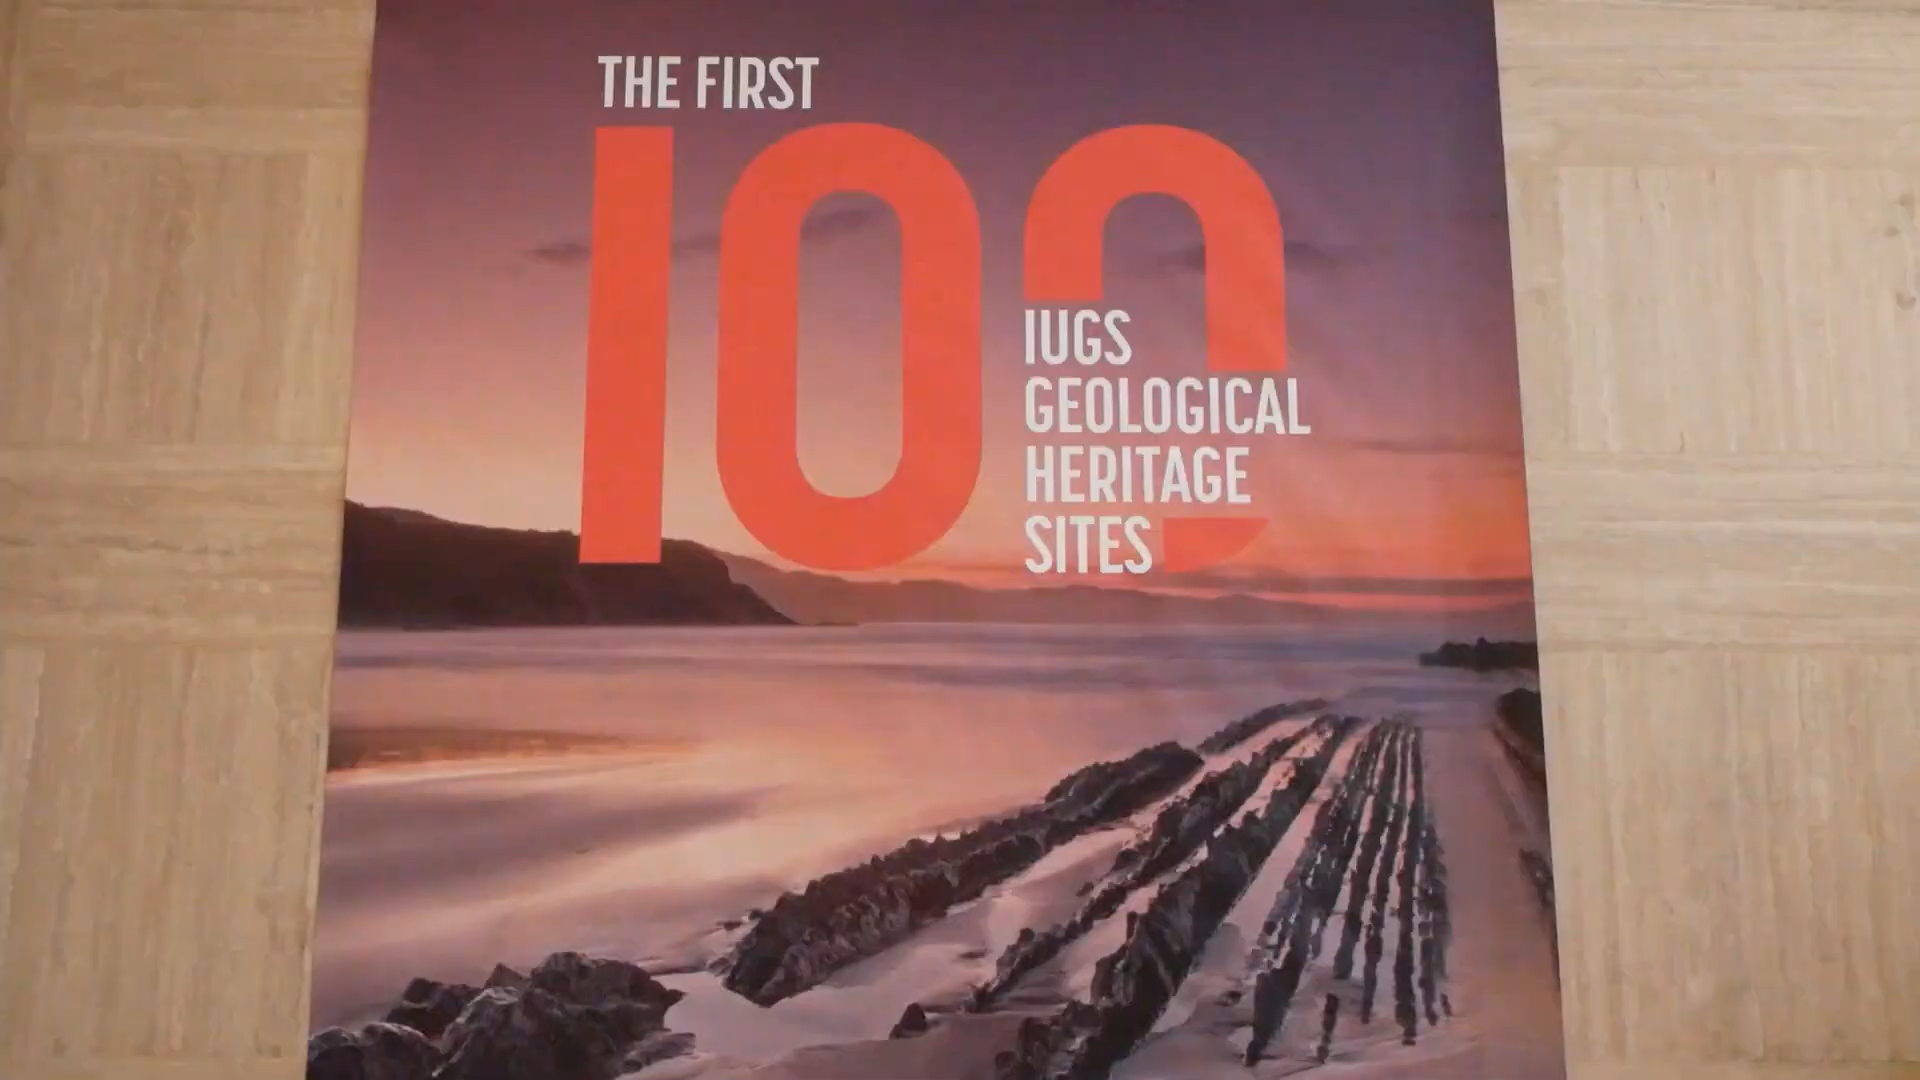 THE FIRST
100
IUGS
GEOLOGICAL
HERITAGE
SITES